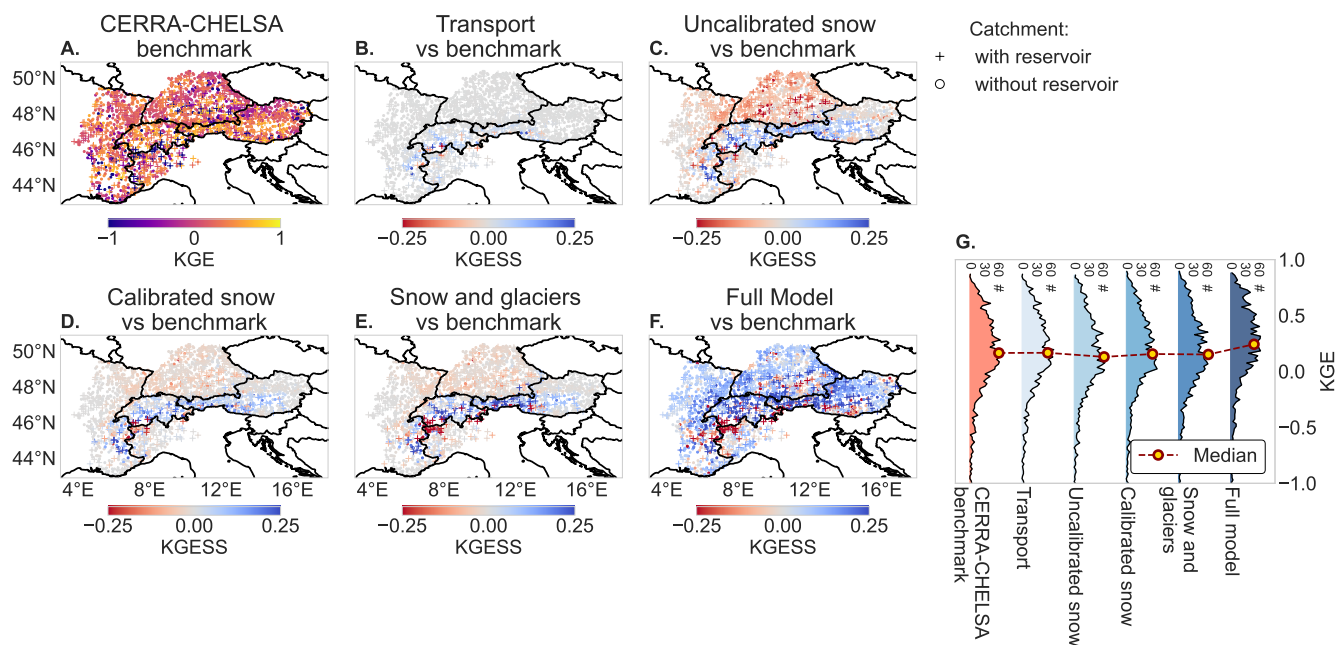 CERRA-CHELSA
benchmark
A.
50°N
48°N
46°N
44°N
−1 0 1
KGE
Transport
vs benchmark
B.
−0.25 0.00 0.25
KGESS
Uncalibrated snow
vs benchmark
C.
−0.25 0.00 0.25
KGESS
Catchment:
with reservoir
without reservoir
Calibrated snow
vs benchmark
D.
50°N
48°N
46°N
44°N
4°E 8°E 12°E 16°E
−0.25 0.00 0.25
KGESS
Snow and glaciers
vs benchmark
E.
4°E 8°E 12°E 16°E
−0.25 0.00 0.25
KGESS
Full Model
vs benchmark
F.
4°E 8°E 12°E 16°E
−0.25 0.00 0.25
KGESS
G.
0 30 60 #
0 30 60 #
0 30 60 #
0 30 60 #
0 30 60 #
0 30 60 #
1.0
0.5
0.0
−0.5
−1.0
KGE
Median
CERRA-CHELSA
benchmark
Transport
Uncalibrated snow
Calibrated snow
Snow and
glaciers
Full model